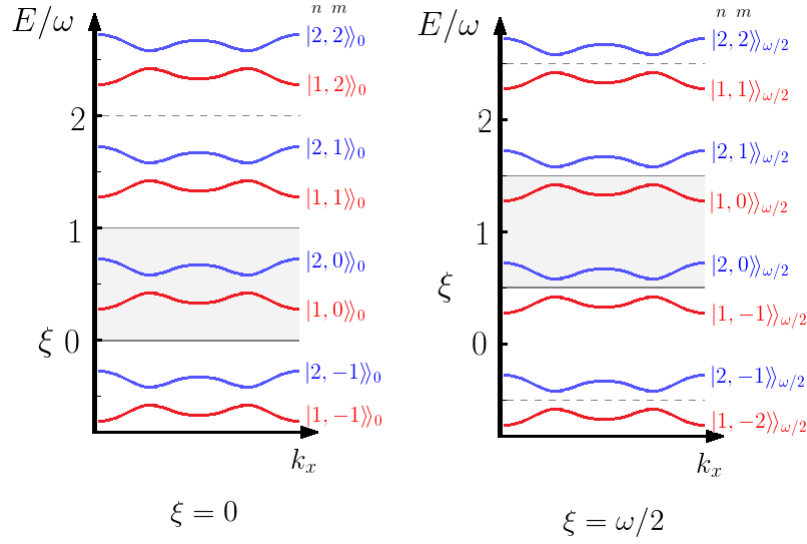 n m
E/ω
|2, 2⟩⟩₀
|1, 2⟩⟩₀
2
|2, 1⟩⟩₀
|1, 1⟩⟩₀
1
|2, 0⟩⟩₀
|1, 0⟩⟩₀
ξ 0
|2, −1⟩⟩₀
|1, −1⟩⟩₀
kₓ
ξ = 0
n m
E/ω
|2, 2⟩⟩_{ω/2}
|1, 1⟩⟩_{ω/2}
2
|2, 1⟩⟩_{ω/2}
|1, 0⟩⟩_{ω/2}
1
|2, 0⟩⟩_{ω/2}
ξ
|1, −1⟩⟩_{ω/2}
0
|2, −1⟩⟩_{ω/2}
|1, −2⟩⟩_{ω/2}
kₓ
ξ = ω/2